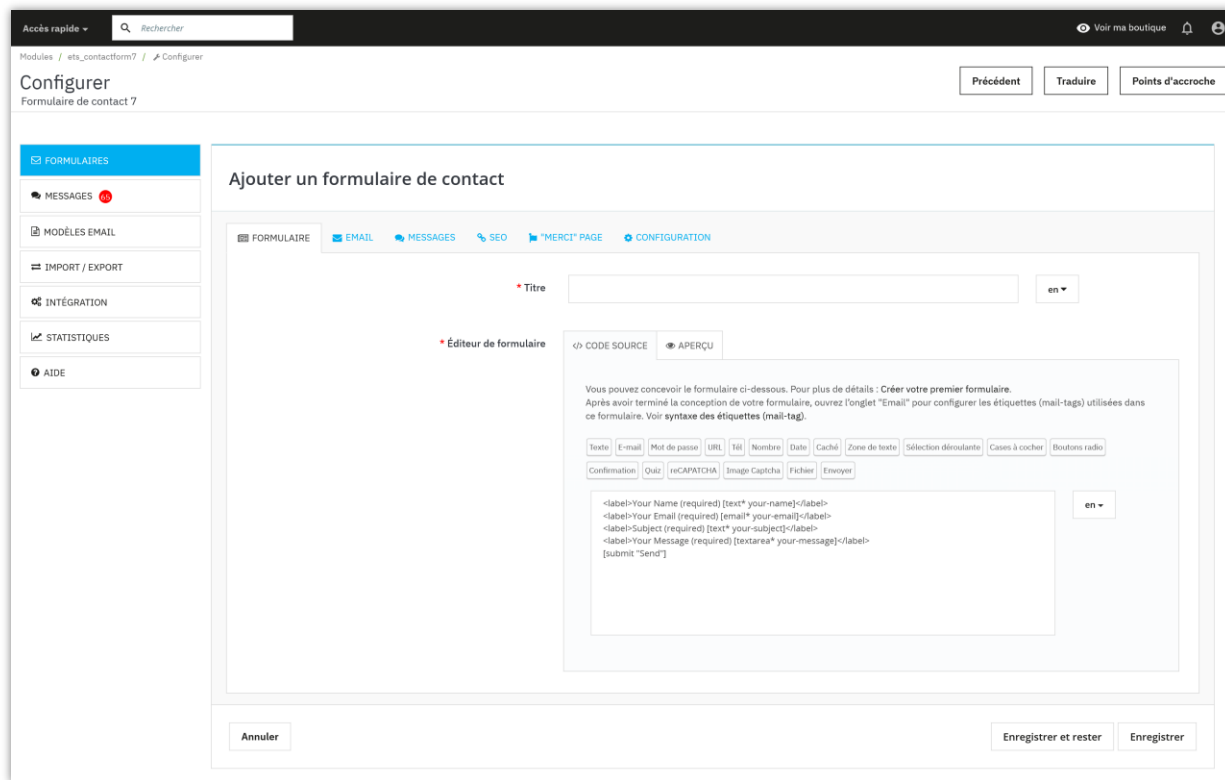 Accès rapide
Rechercher
Voir ma boutique
Modules / ets_contactform7 / Configurer
Configurer
Formulaire de contact 7
Précédent
Traduire
Points d'accroche
FORMULAIRES
MESSAGES 65
MODÈLES EMAIL
IMPORT / EXPORT
INTÉGRATION
STATISTIQUES
AIDE
Ajouter un formulaire de contact
FORMULAIRE EMAIL MESSAGES SEO "MERCI" PAGE CONFIGURATION
* Titre
en
* Éditeur de formulaire
</> CODE SOURCE APERÇU
Vous pouvez concevoir le formulaire ci-dessous. Pour plus de détails : Créer votre premier formulaire.
Après avoir terminé la conception de votre formulaire, ouvrez l'onglet "Email" pour configurer les étiquettes (mail-tags) utilisées dans
ce formulaire. Voir syntaxe des étiquettes (mail-tag).
Texte E-mail Mot de passe URL Tél Nombre Date Caché Zone de texte Sélection déroulante Cases à cocher Boutons radio
Confirmation Quiz reCAPATCHA Image Captcha Fichier Envoyer
<label>Your Name (required) [text* your-name]</label>
<label>Your Email (required) [email* your-email]</label>
<label>Subject (required) [text* your-subject]</label>
<label>Your Message (required) [textarea* your-message]</label>
[submit "Send"]
en
Annuler
Enregistrer et rester
Enregistrer